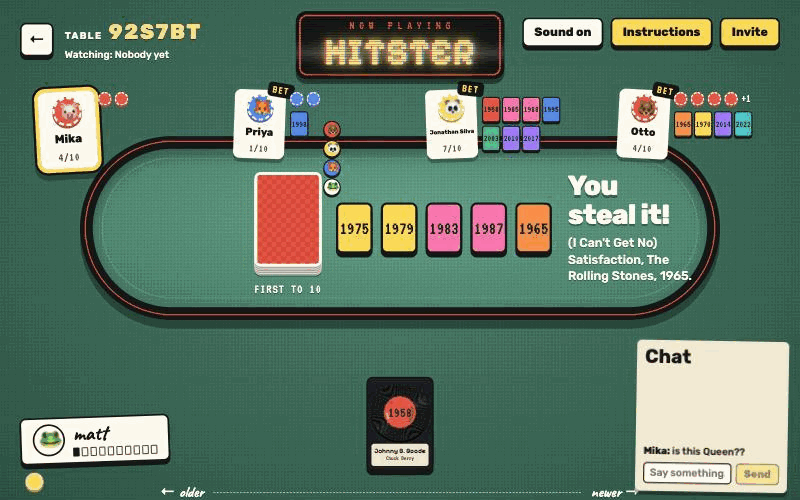 ←
TABLE 92S7BT
Watching: Nobody yet
NOW PLAYING
HITSTER
Sound on
Instructions
Invite
Mika
4/10
BET
Priya
1/10
1998
BET
Jonathan Silva
7/10
1958 1985 1988 1995
2003 2010 2017
BET
Otto
4/10
+1
1965 1970 2014 2022
1975
1979
1983
1987
1965
FIRST TO 10
You
steal it!
(I Can't Get No)
Satisfaction, The
Rolling Stones, 1965.
matt
1958
Johnny B. Goode
Chuck Berry
Chat
Mika: is this Queen??
Say something
Send
← older
newer →